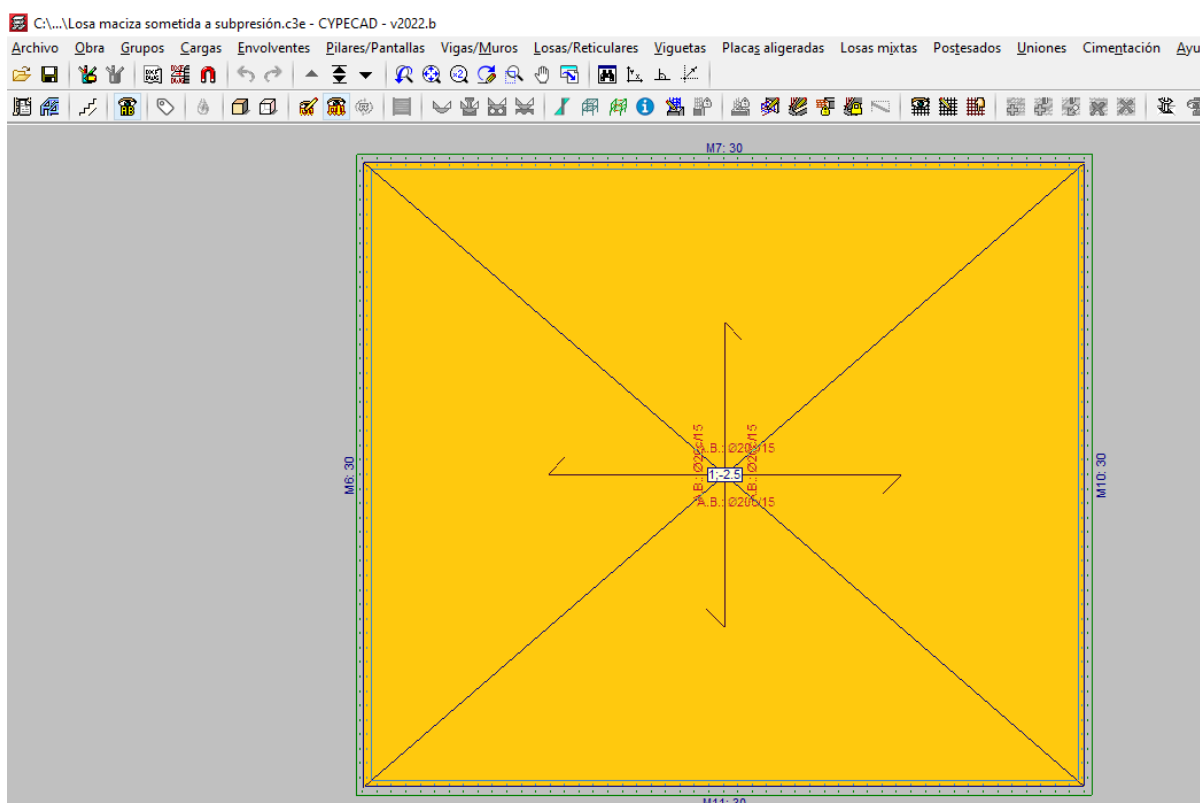 C:\...\Losa maciza sometida a subpresión.c3e - CYPECAD - v2022.b
Archivo Obra Grupos Cargas Envolventes Pilares/Pantallas Vigas/Muros Losas/Reticulares Viguetas Placas aligeradas Losas mixtas Postesados Uniones Cimentación Ayu
M7: 30
M6: 30
A.B.: Ø20c/15
A.B.: Ø20c/15
A.B.: Ø20c/15
1;-2.5
A.B.: Ø20c/15
M10: 30
M11: 30